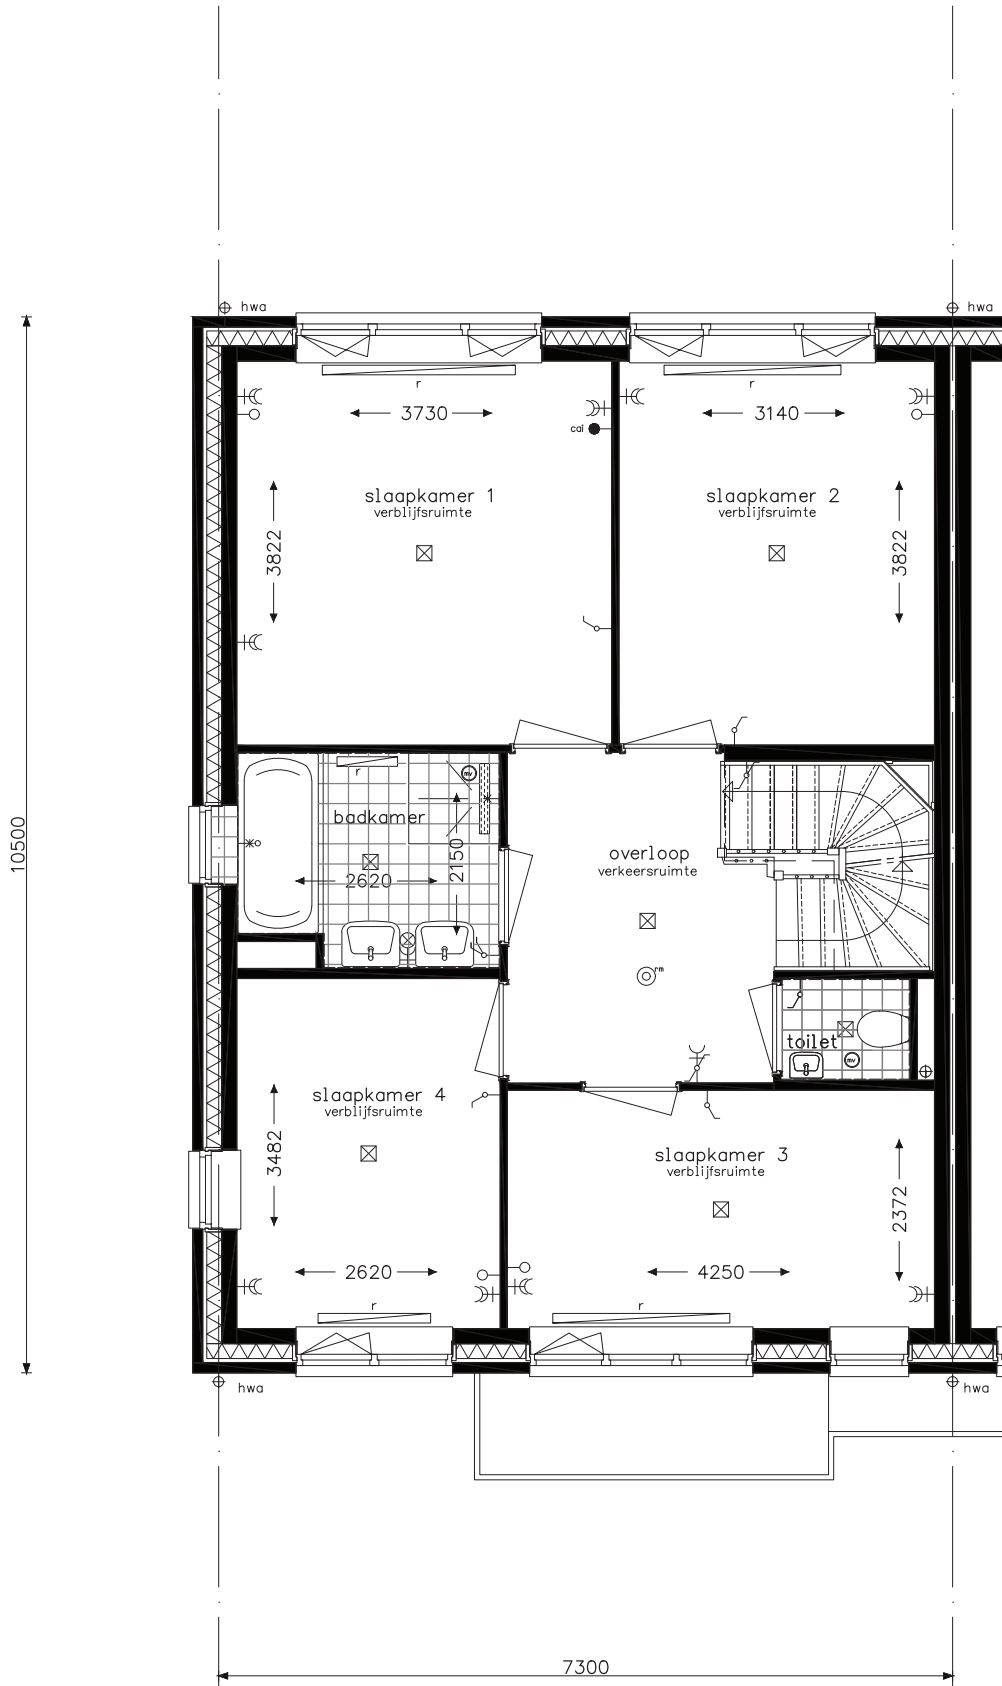 hwa
hwa
r
r
3730
3140
cai
slaapkamer 1
verblijfsruimte
slaapkamer 2
verblijfsruimte
3822
3822
r
mv
badkamer
2150
2620
10500
overloop
verkeersruimte
rm
toilet
mv
slaapkamer 4
verblijfsruimte
3482
slaapkamer 3
verblijfsruimte
2372
2620
4250
r
r
hwa
hwa
7300